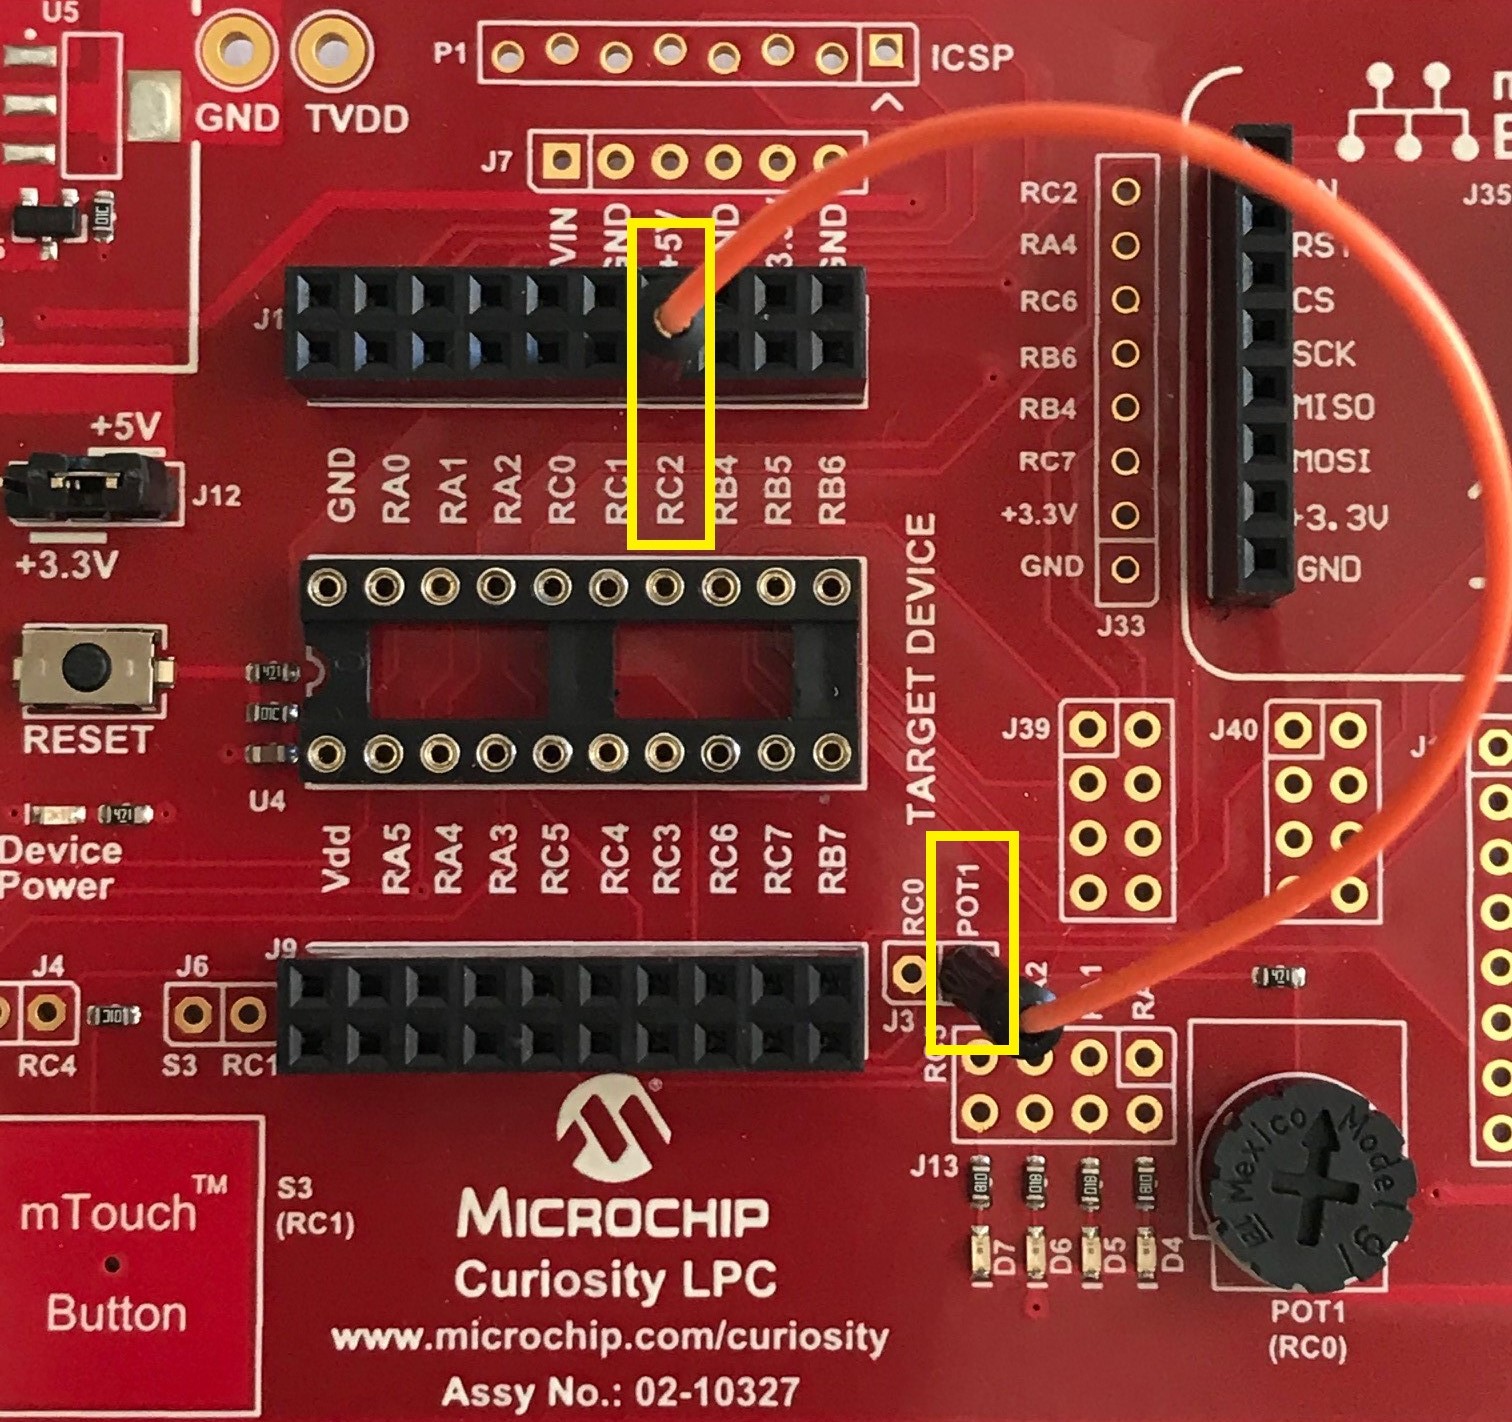 U5
GND TVDD
P1 ICSP
J7
VIN +5V GND
J35
RC2
RA4
RC6
RB6
RB4
RC7
+3.3V
GND
J33
RST
CS
SCK
MISO
MOSI
+3.3V
GND
+5V
J12
+3.3V
GND RA0 RA1 RA2 RC0 RC1 RC2 RB4 RB5 RB6
TARGET DEVICE
RESET
U4
J39 J40
Device
Power
Vdd RA5 RA4 RA3 RC5 RC4 RC3 RC6 RC7 RB7
RC0 POT1
J9
J4 J6
J3
RC4 S3 RC1
J13
D7 D6 D5 D4
mTouch™
Button
S3
(RC1)
MICROCHIP ®
Curiosity LPC
www.microchip.com/curiosity
Assy No.: 02-10327
Mexico Model
POT1
(RC0)